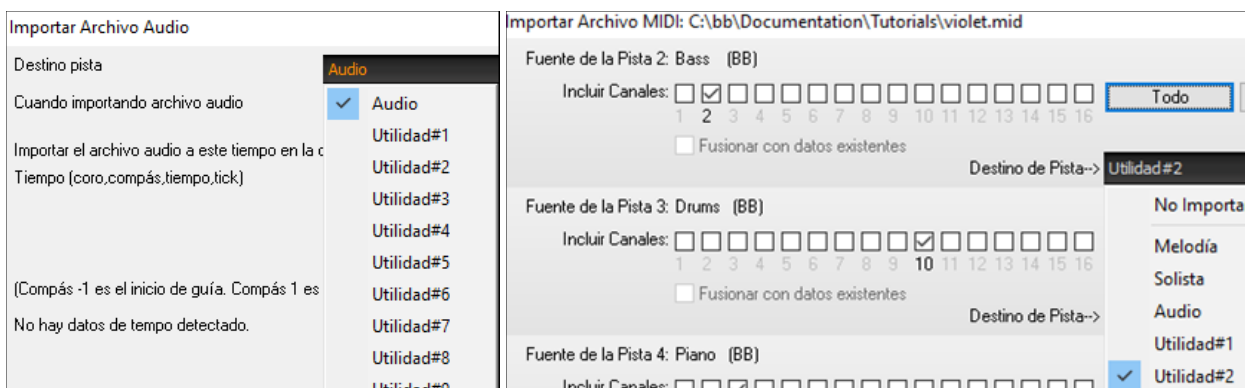 Importar Archivo Audio
Destino pista
Audio
Cuando importando archivo audio
Audio
Utilidad#1
Importar el archivo audio a este tiempo en la
Utilidad#2
Tiempo (coro,compás,tiempo,tick)
Utilidad#3
Utilidad#4
Utilidad#5
(Compás -1 es el inicio de guía. Compás 1 es
Utilidad#6
No hay datos de tempo detectado.
Utilidad#7
Utilidad#8
Importar Archivo MIDI: C:\bb\Documentation\Tutorials\violet.mid
Fuente de la Pista 2: Bass (BB)
Incluir Canales:
Todo
1 2 3 4 5 6 7 8 9 10 11 12 13 14 15 16
Fusionar con datos existentes
Destino de Pista-->
Utilidad#2
No Importa
Fuente de la Pista 3: Drums (BB)
Incluir Canales:
Melodía
1 2 3 4 5 6 7 8 9 10 11 12 13 14 15 16
Solista
Fusionar con datos existentes
Audio
Destino de Pista-->
Utilidad#1
Fuente de la Pista 4: Piano (BB)
Utilidad#2
Incluir Canales: